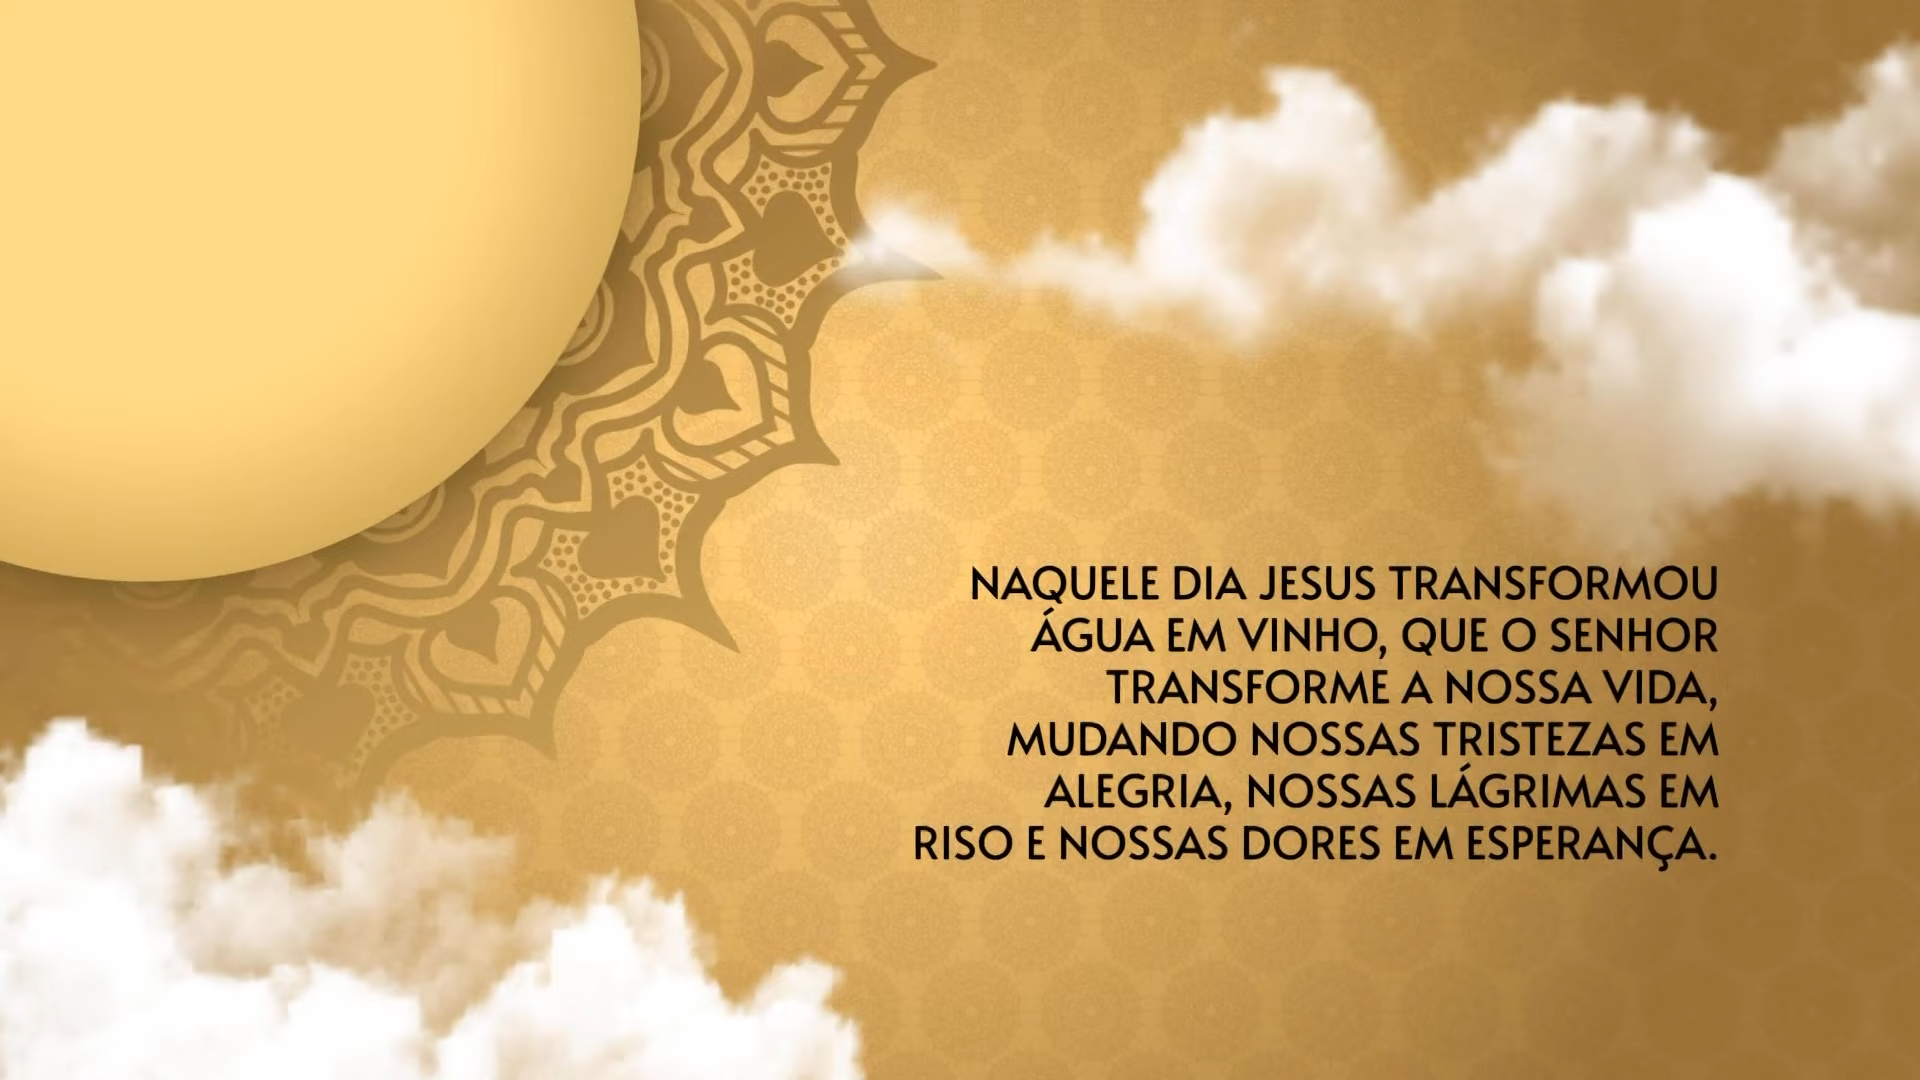 NAQUELE DIA JESUS TRANSFORMOU
ÁGUA EM VINHO, QUE O SENHOR
TRANSFORME A NOSSA VIDA,
MUDANDO NOSSAS TRISTEZAS EM
ALEGRIA, NOSSAS LÁGRIMAS EM
RISO E NOSSAS DORES EM ESPERANÇA.